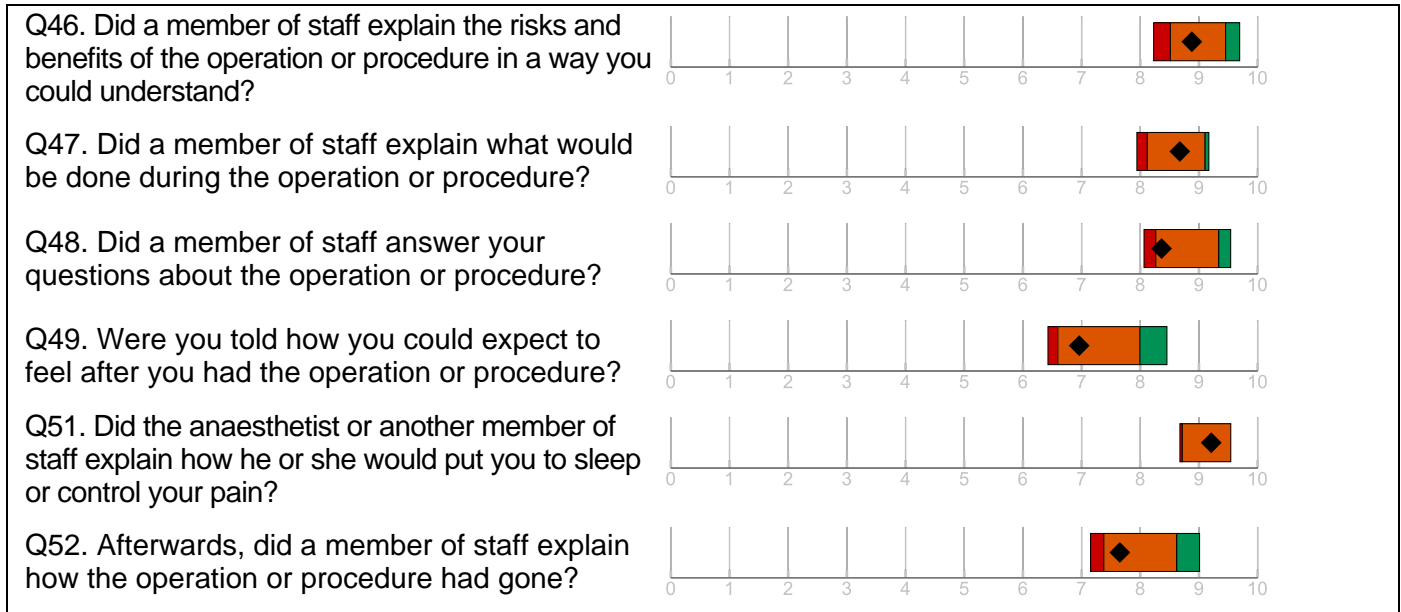 Q46. Did a member of staff explain the risks and
benefits of the operation or procedure in a way you
could understand?
0 1 2 3 4 5 6 7 8 9 10
Q47. Did a member of staff explain what would
be done during the operation or procedure?
0 1 2 3 4 5 6 7 8 9 10
Q48. Did a member of staff answer your
questions about the operation or procedure?
0 1 2 3 4 5 6 7 8 9 10
Q49. Were you told how you could expect to
feel after you had the operation or procedure?
0 1 2 3 4 5 6 7 8 9 10
Q51. Did the anaesthetist or another member of
staff explain how he or she would put you to sleep
or control your pain?
0 1 2 3 4 5 6 7 8 9 10
Q52. Afterwards, did a member of staff explain
how the operation or procedure had gone?
0 1 2 3 4 5 6 7 8 9 10